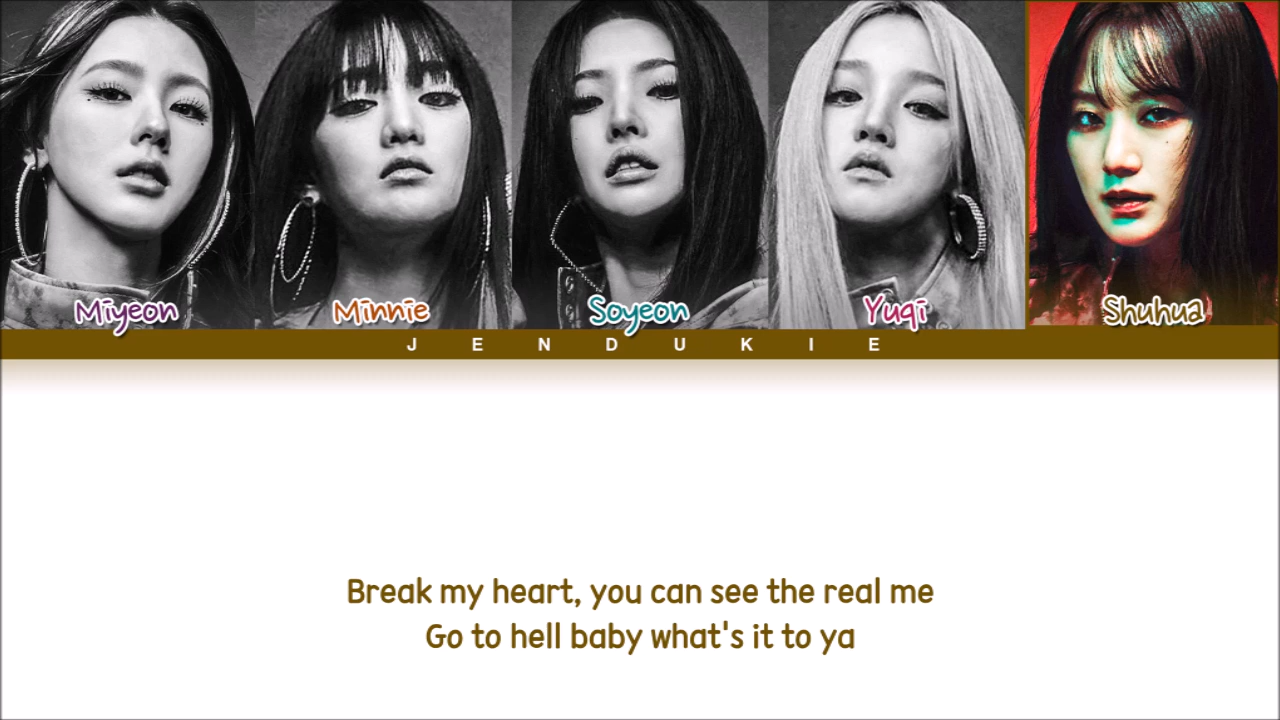 Miyeon Minnie Soyeon Yuqi Shuhua
JENDUKIE
Break my heart, you can see the real me
Go to hell baby what's it to ya